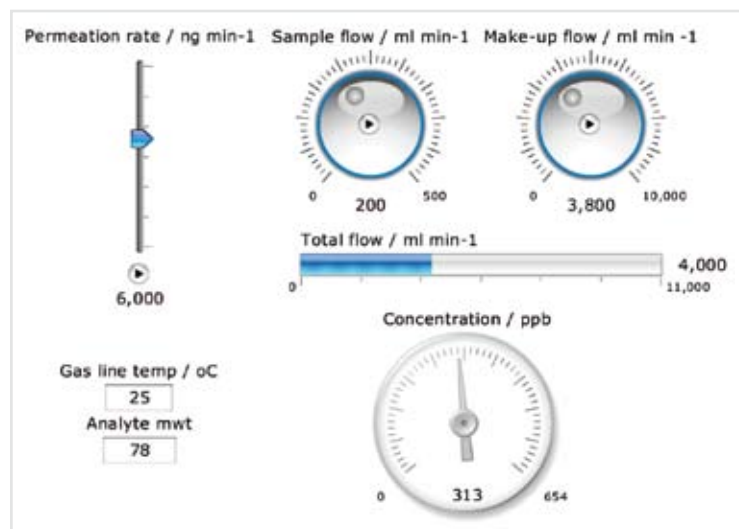 Permeation rate / ng min-1
Sample flow / ml min-1
Make-up flow / ml min -1
0
500
200
0
10,000
3,800
Total flow / ml min-1
4,000
0
11,000
6,000
Concentration / ppb
Gas line temp / oC
25
Analyte mwt
78
0
313
654